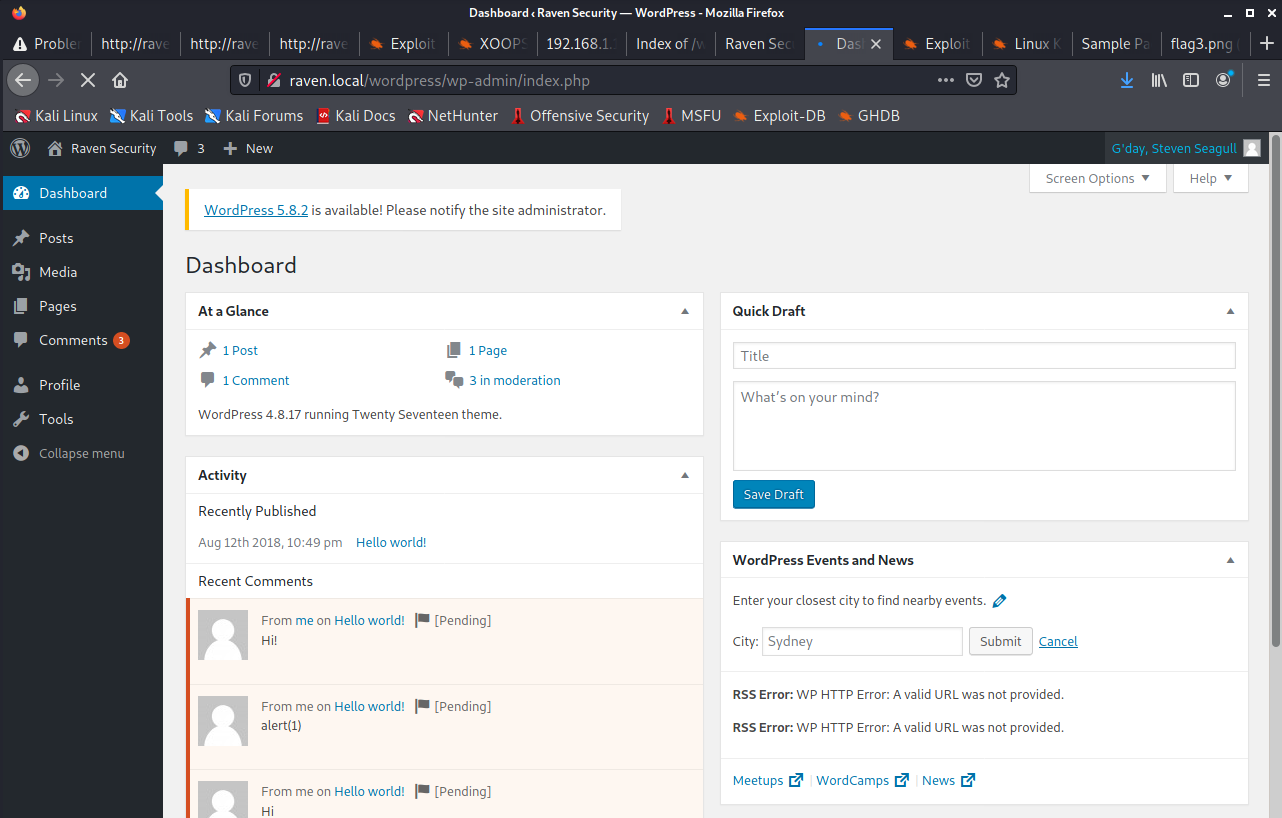 Dashboard ‹ Raven Security — WordPress - Mozilla Firefox
Proble http://rave http://rave http://rave Exploit XOOPS 192.168.1. Index of /w Raven Sec Das Exploit Linux K Sample Pa flag3.png (
raven.local/wordpress/wp-admin/index.php
Kali Linux Kali Tools Kali Forums Kali Docs NetHunter Offensive Security MSFU Exploit-DB GHDB
Raven Security 3 New G'day, Steven Seagull
Screen Options Help
Dashboard
Posts
Media
Pages
Comments 3
Profile
Tools
Collapse menu
WordPress 5.8.2 is available! Please notify the site administrator.
Dashboard
At a Glance
1 Post 1 Page
1 Comment 3 in moderation
WordPress 4.8.17 running Twenty Seventeen theme.
Activity
Recently Published
Aug 12th 2018, 10:49 pm Hello world!
Recent Comments
From me on Hello world! [Pending]
Hi!
From me on Hello world! [Pending]
alert(1)
From me on Hello world! [Pending]
Hi
Quick Draft
Title
What's on your mind?
Save Draft
WordPress Events and News
Enter your closest city to find nearby events.
City: Sydney Submit Cancel
RSS Error: WP HTTP Error: A valid URL was not provided.
RSS Error: WP HTTP Error: A valid URL was not provided.
Meetups WordCamps News